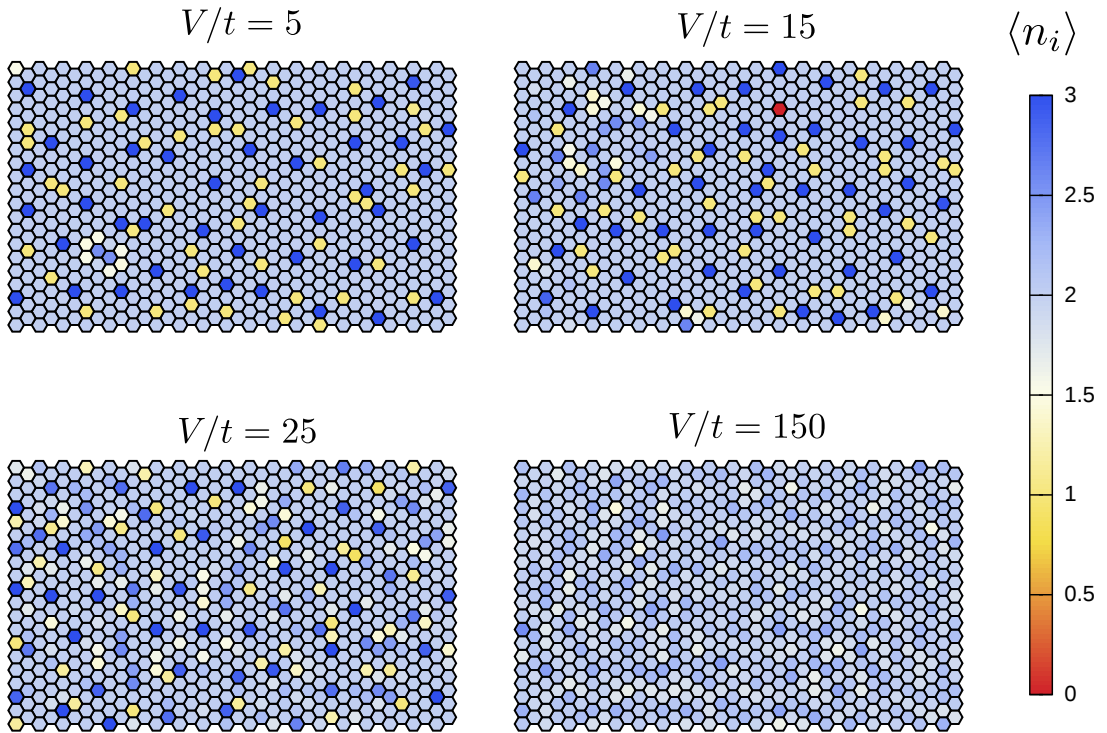 V/t = 5
V/t = 15
⟨n_i⟩
3
2.5
2
1.5
1
0.5
0
V/t = 25
V/t = 150